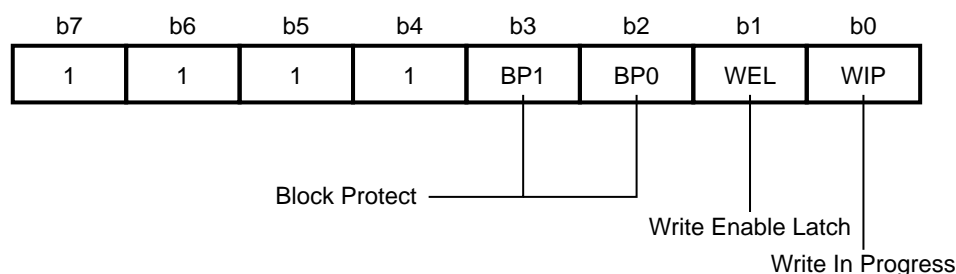 b7 b6 b5 b4 b3 b2 b1 b0
1 1 1 1 BP1 BP0 WEL WIP
Block Protect
Write Enable Latch
Write In Progress